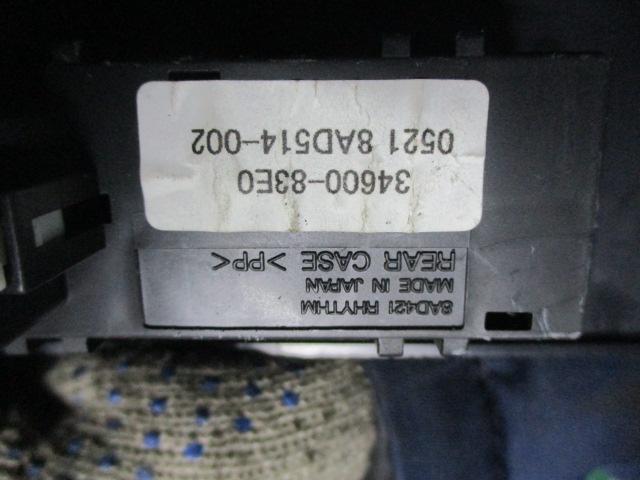 8AD421 RHYTHM
MADE IN JAPAN
REAR CASE >PP<
34600-83E0
0521 8AD514-002